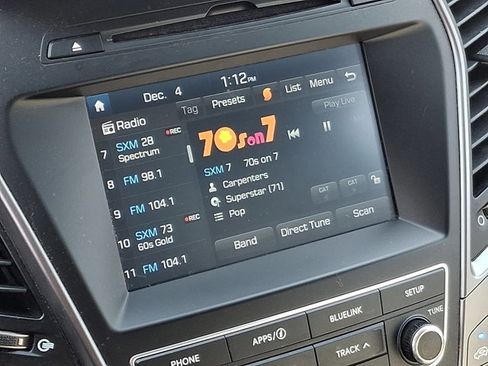 Dec. 4 1:12 PM
Radio Tag Presets List Menu
Play Live
7 SXM 28 REC
Spectrum
8 FM 98.1
9 FM 104.1
10 SXM 73 REC
60s Gold
11 FM 104.1
70s on 7
SXM 7 70s on 7
Carpenters
Superstar (71)
Pop
CAT CAT
Band Direct Tune Scan
PHONE APPS/i BLUELINK SETUP
TRACK TUNE